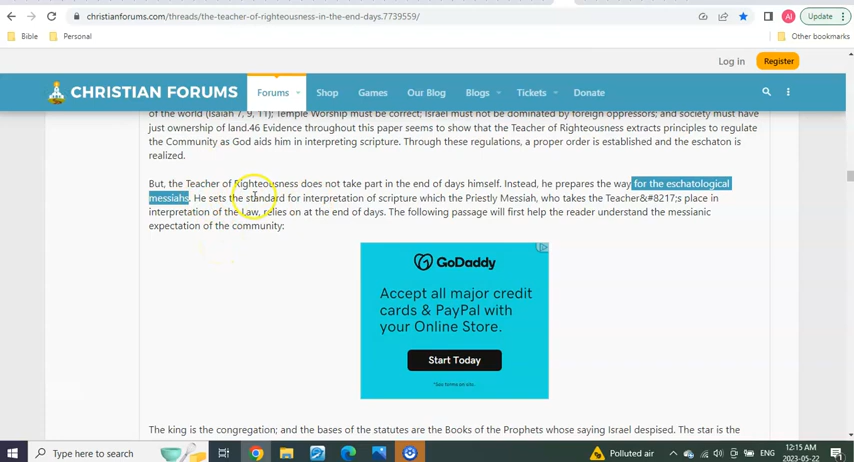 christianforums.com/threads/the-teacher-of-righteousness-in-the-end-days.7739559/
AI
Update
Bible
Personal
Other bookmarks
Log in
Register
CHRISTIAN FORUMS
Forums
Shop
Games
Our Blog
Blogs
Tickets
Donate
of the world (Isaiah 7, 9, 11); Temple Worship must be correct; Israel must not be dominated by foreign oppressors; and society must have
just ownership of land.46 Evidence throughout this paper seems to show that the Teacher of Righteousness extracts principles to regulate
the Community as God aids him in interpreting scripture. Through these regulations, a proper order is established and the eschaton is
realized.
But, the Teacher of Righteousness does not take part in the end of days himself. Instead, he prepares the way for the eschatological
messiahs. He sets the standard for interpretation of scripture which the Priestly Messiah, who takes the Teacher&#8217;s place in
interpretation of the Law, relies on at the end of days. The following passage will first help the reader understand the messianic
expectation of the community:
GoDaddy
Accept all major credit
cards & PayPal with
your Online Store.
Start Today
The king is the congregation; and the bases of the statutes are the Books of the Prophets whose saying Israel despised. The star is the
Type here to search
Polluted air
ENG
12:15 AM
2023-05-22